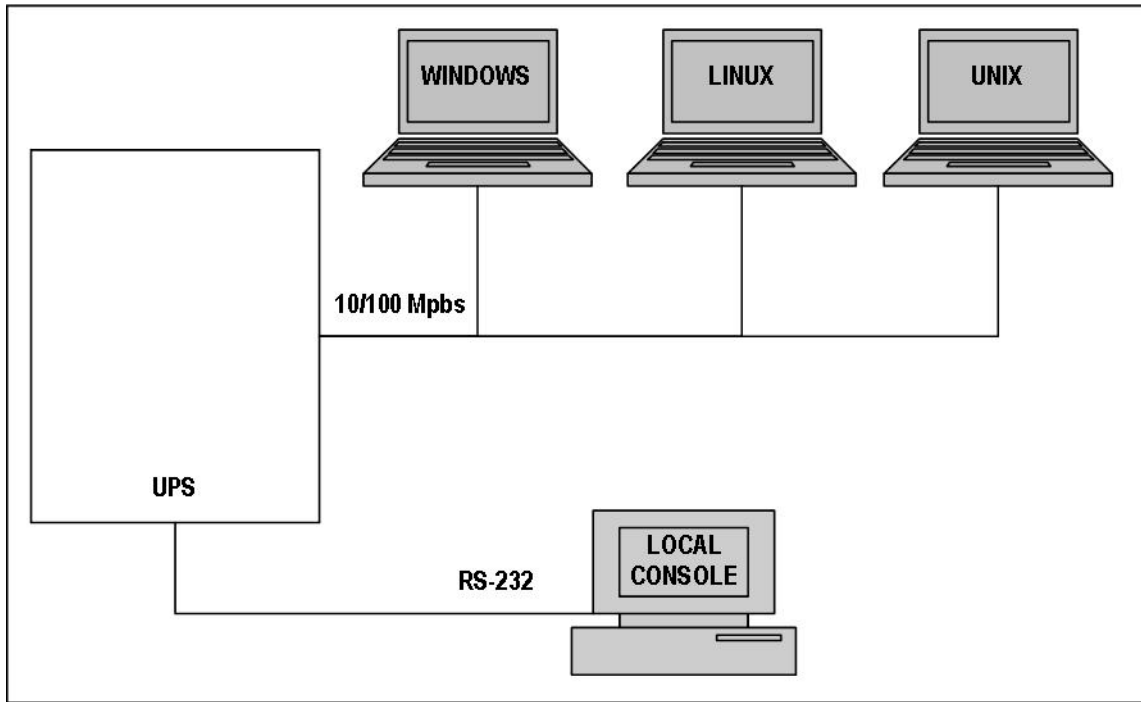 WINDOWS
LINUX
UNIX
10/100 Mpbs
UPS
RS-232
LOCAL
CONSOLE